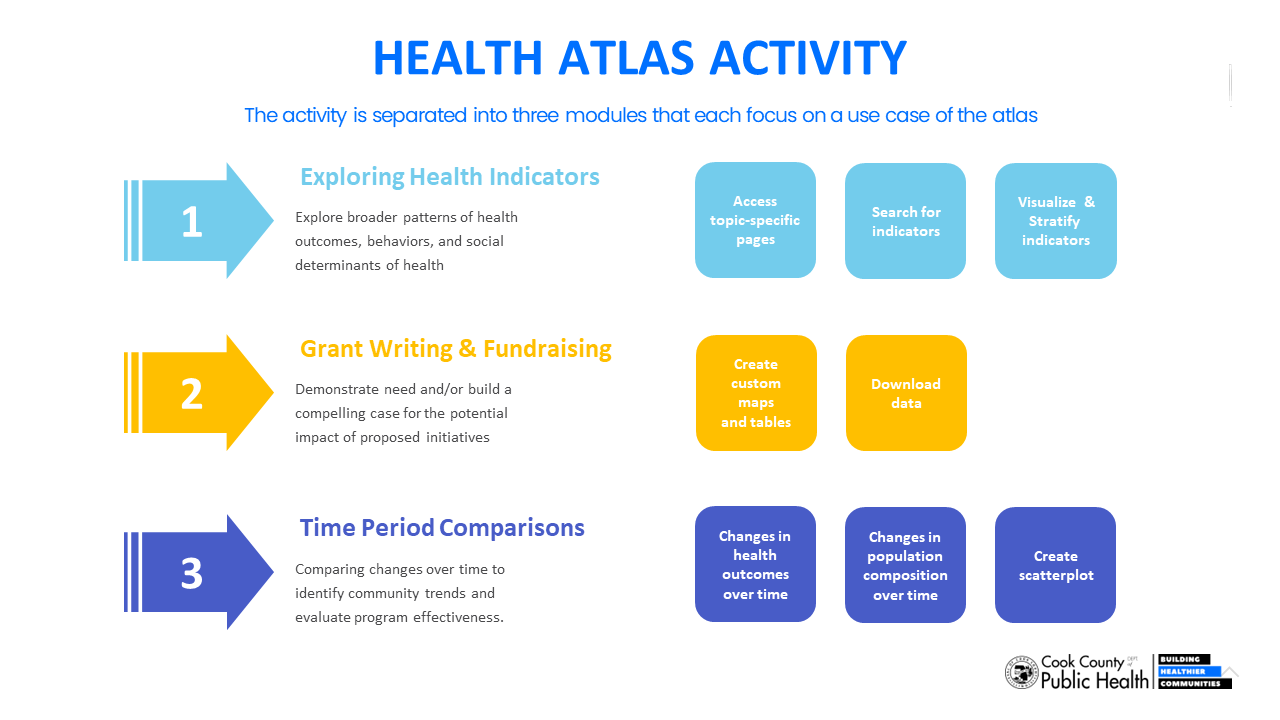 HEALTH ATLAS ACTIVITY
The activity is separated into three modules that each focus on a use case of the atlas
1
Exploring Health Indicators
Explore broader patterns of health
outcomes, behaviors, and social
determinants of health
Access
topic-specific
pages
Search for
indicators
Visualize &
Stratify
indicators
2
Grant Writing & Fundraising
Demonstrate need and/or build a
compelling case for the potential
impact of proposed initiatives
Create
custom
maps
and tables
Download
data
3
Time Period Comparisons
Comparing changes over time to
identify community trends and
evaluate program effectiveness.
Changes in
health
outcomes
over time
Changes in
population
composition
over time
Create
scatterplot
Cook County DEPT of
Public Health
BUILDING
HEALTHIER
COMMUNITIES